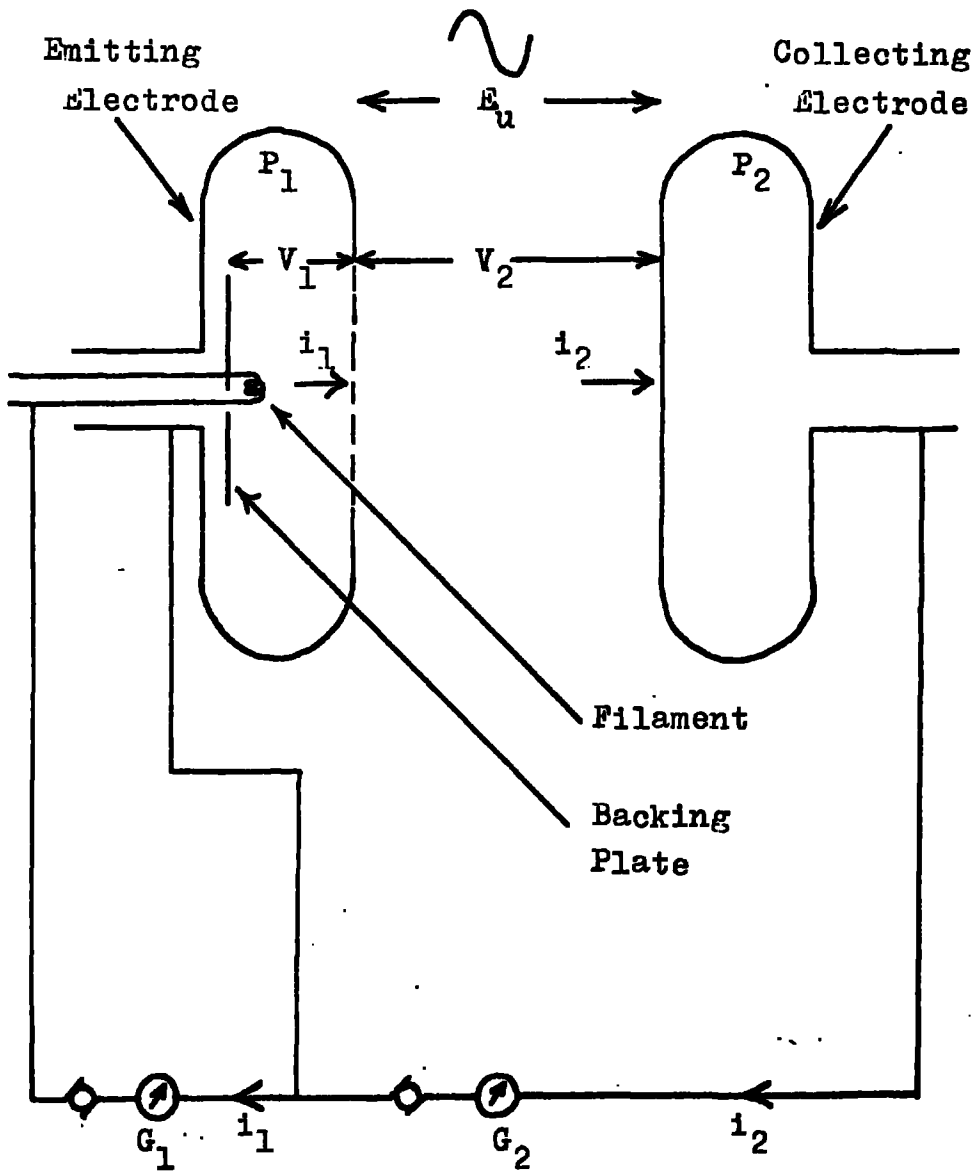 Emitting
Electrode
E_u
Collecting
Electrode
P_1
P_2
V_1
V_2
i_1
i_2
Filament
Backing
Plate
G_1
i_1
G_2
i_2